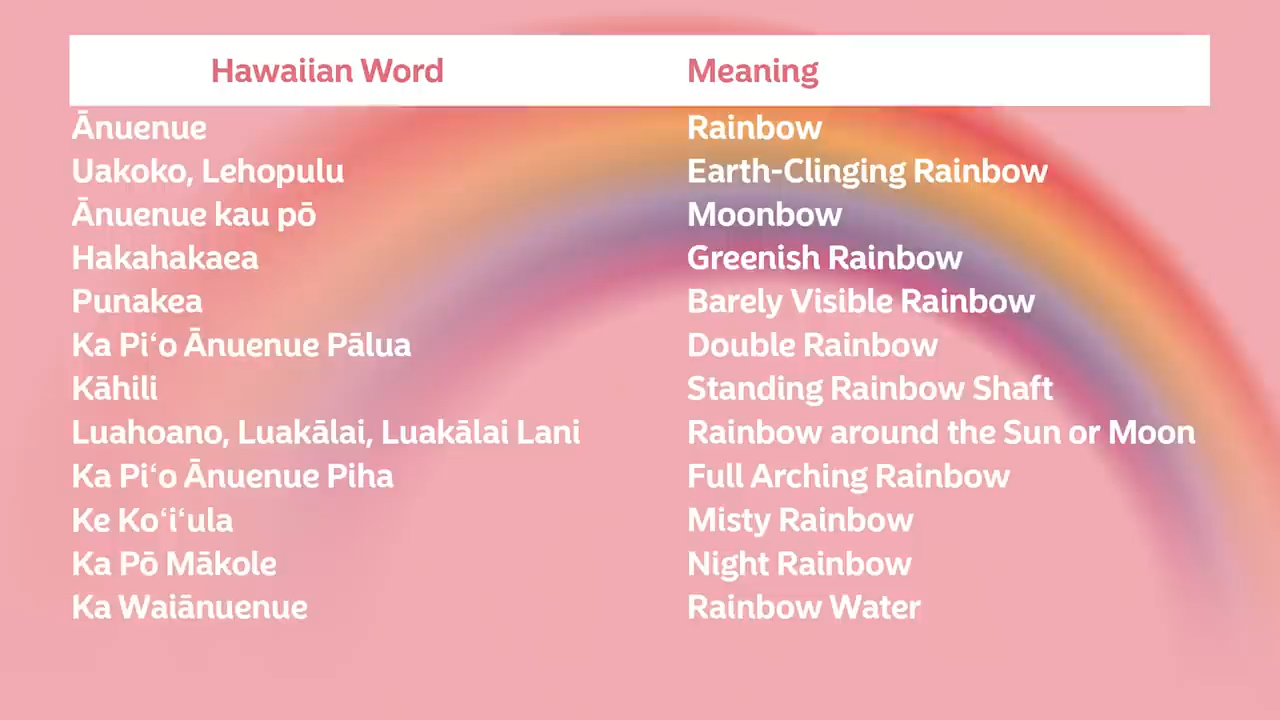 Hawaiian Word Meaning
Ānuenue Rainbow
Uakoko, Lehopulu Earth-Clinging Rainbow
Ānuenue kau pō Moonbow
Hakahakaea Greenish Rainbow
Punakea Barely Visible Rainbow
Ka Piʻo Ānuenue Pālua Double Rainbow
Kāhili Standing Rainbow Shaft
Luahoano, Luakālai, Luakālai Lani Rainbow around the Sun or Moon
Ka Piʻo Ānuenue Piha Full Arching Rainbow
Ke Koʻiʻula Misty Rainbow
Ka Pō Mākole Night Rainbow
Ka Waiānuenue Rainbow Water